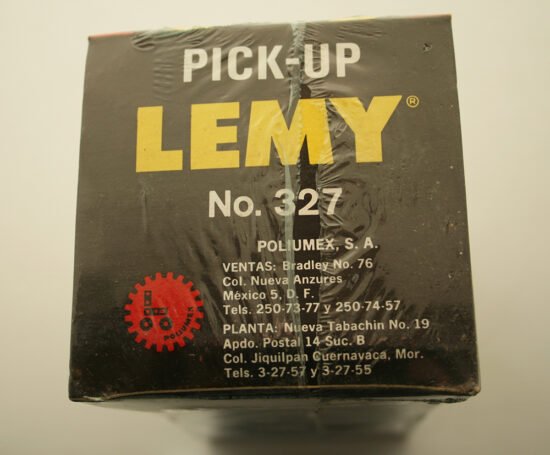 PICK-UP
LEMY®
No. 327
POLIUMEX, S. A.
VENTAS: Bradley No. 76
Col. Nueva Anzures
México 5, D. F.
Tels. 250-73-77 y 250-74-57
POLIUMEX
PLANTA: Nueva Tabachin No. 19
Apdo. Postal 14 Suc. B
Col. Jiquilpan Cuernavaca, Mor.
Tels. 3-27-57 y 3-27-55